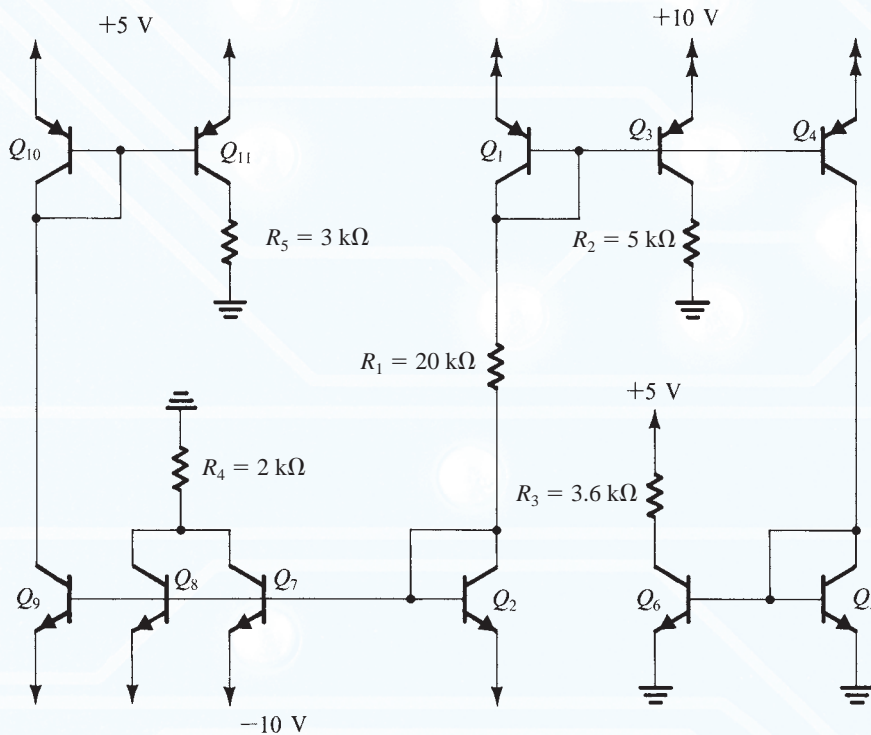 +5 V
+10 V
Q10
Q11
Q1
Q3
Q4
R5 = 3 kΩ
R2 = 5 kΩ
R1 = 20 kΩ
+5 V
R4 = 2 kΩ
R3 = 3.6 kΩ
Q9
Q8
Q7
Q2
Q6
−10 V